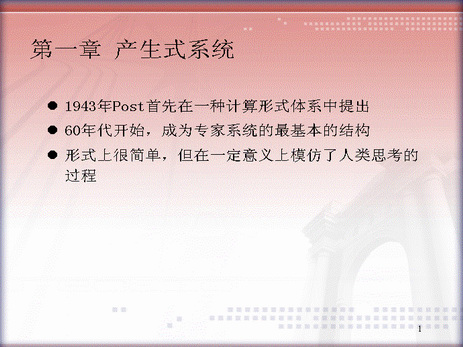 第一章 产生式系统
● 1943年Post首先在一种计算形式体系中提出
● 60年代开始，成为专家系统的最基本的结构
● 形式上很简单，但在一定意义上模仿了人类思考的
过程
1